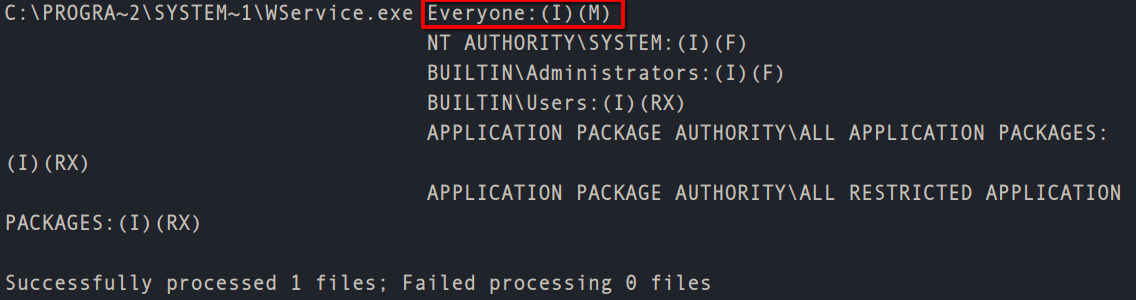 C:\PROGRA~2\SYSTEM~1\WService.exe Everyone:(I)(M)
NT AUTHORITY\SYSTEM:(I)(F)
BUILTIN\Administrators:(I)(F)
BUILTIN\Users:(I)(RX)
APPLICATION PACKAGE AUTHORITY\ALL APPLICATION PACKAGES:
(I)(RX)
APPLICATION PACKAGE AUTHORITY\ALL RESTRICTED APPLICATION
PACKAGES:(I)(RX)
Successfully processed 1 files; Failed processing 0 files